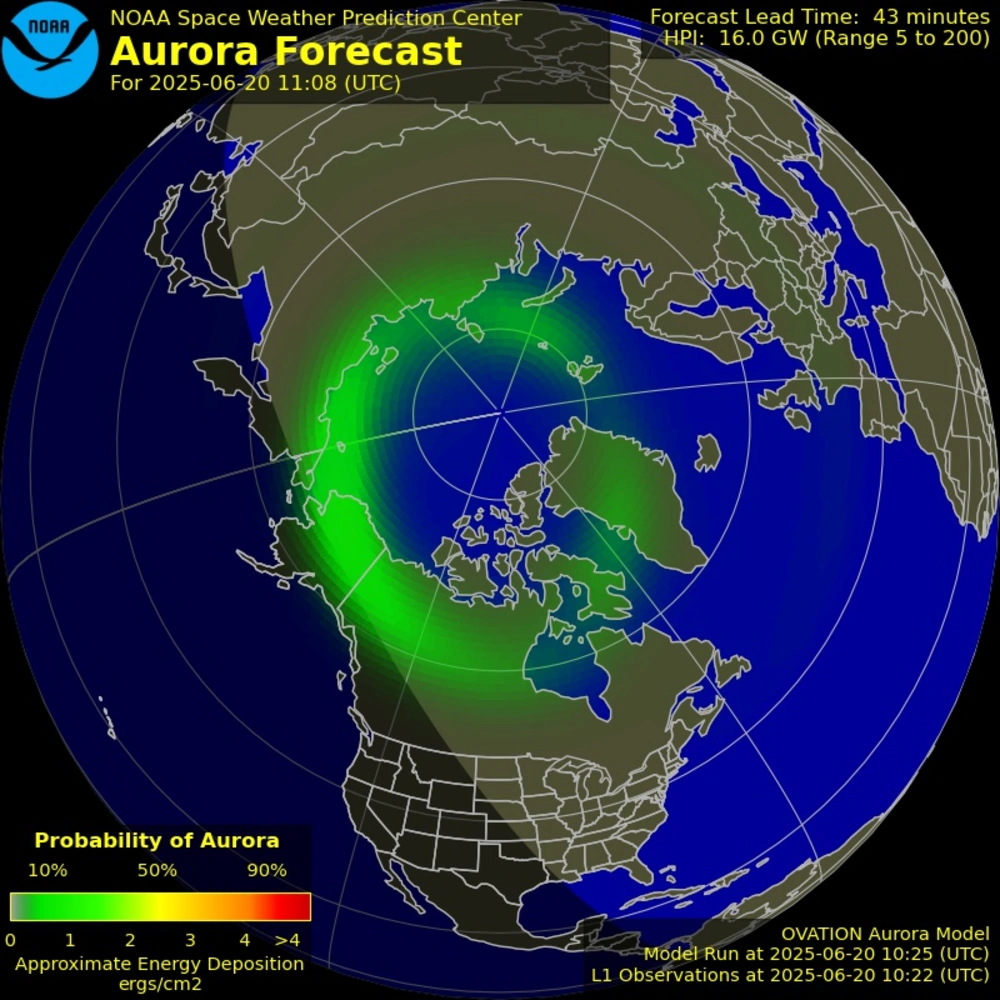 NOAA
NOAA Space Weather Prediction Center
Aurora Forecast
For 2025-06-20 11:08 (UTC)
Forecast Lead Time: 43 minutes
HPI: 16.0 GW (Range 5 to 200)
Probability of Aurora
10% 50% 90%
0 1 2 3 4 >4
Approximate Energy Deposition
ergs/cm2
OVATION Aurora Model
Model Run at 2025-06-20 10:25 (UTC)
L1 Observations at 2025-06-20 10:22 (UTC)